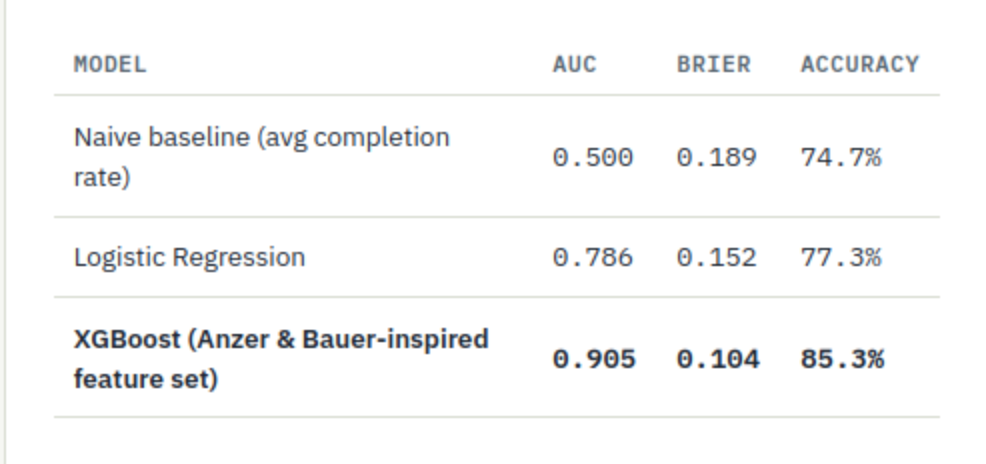 MODEL AUC BRIER ACCURACY
Naive baseline (avg completion
rate) 0.500 0.189 74.7%
Logistic Regression 0.786 0.152 77.3%
XGBoost (Anzer & Bauer-inspired
feature set) 0.905 0.104 85.3%